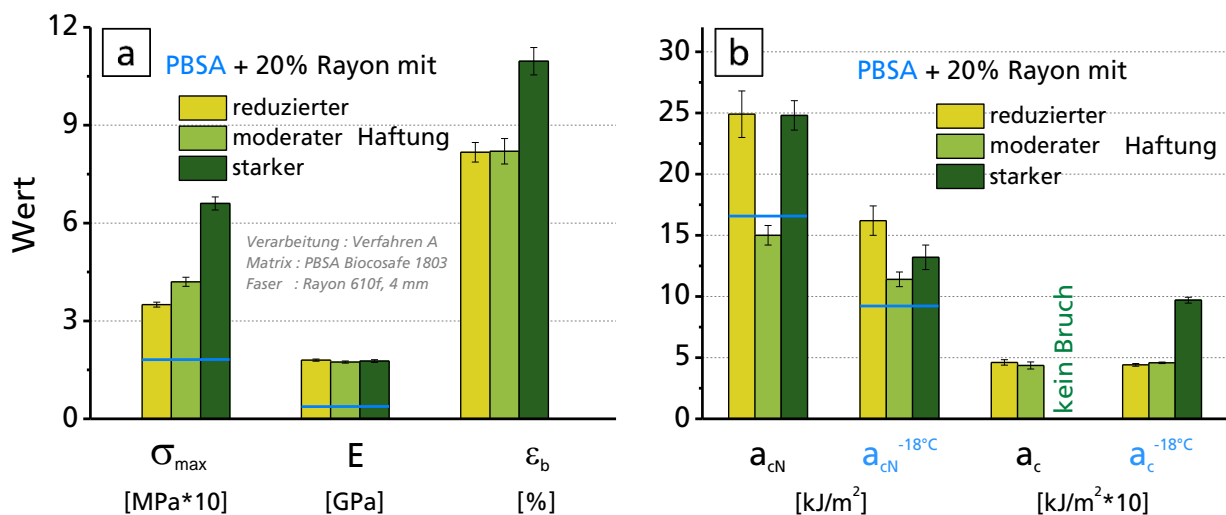 a
PBSA + 20% Rayon mit
reduzierter
moderater Haftung
starker
Verarbeitung : Verfahren A
Matrix : PBSA Biocosafe 1803
Faser : Rayon 610f, 4 mm
Wert
12
9
6
3
0
σmax E εb
[MPa*10] [GPa] [%]
b
PBSA + 20% Rayon mit
reduzierter
moderater Haftung
starker
kein Bruch
30
25
20
15
10
5
0
acN acN-18°C ac ac-18°C
[kJ/m²] [kJ/m²*10]